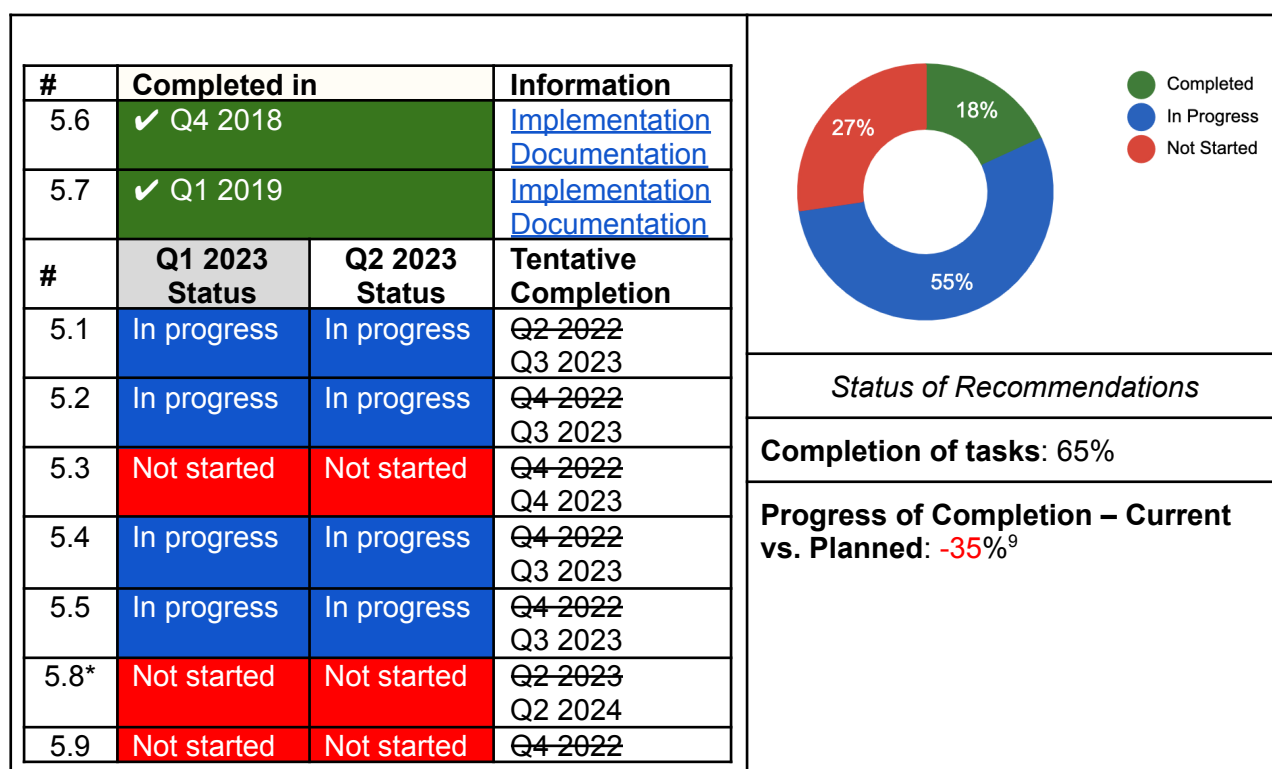 # Completed in Information
5.6 ✔ Q4 2018 Implementation
Documentation
5.7 ✔ Q1 2019 Implementation
Documentation
# Q1 2023 Status Q2 2023 Status Tentative Completion
5.1 In progress In progress Q2 2022
Q3 2023
5.2 In progress In progress Q4 2022
Q3 2023
5.3 Not started Not started Q4 2022
Q4 2023
5.4 In progress In progress Q4 2022
Q3 2023
5.5 In progress In progress Q4 2022
Q3 2023
5.8* Not started Not started Q2 2023
Q2 2024
5.9 Not started Not started Q4 2022
18%
27%
55%
Completed
In Progress
Not Started
Status of Recommendations
Completion of tasks: 65%
Progress of Completion – Current
vs. Planned: -35%⁹